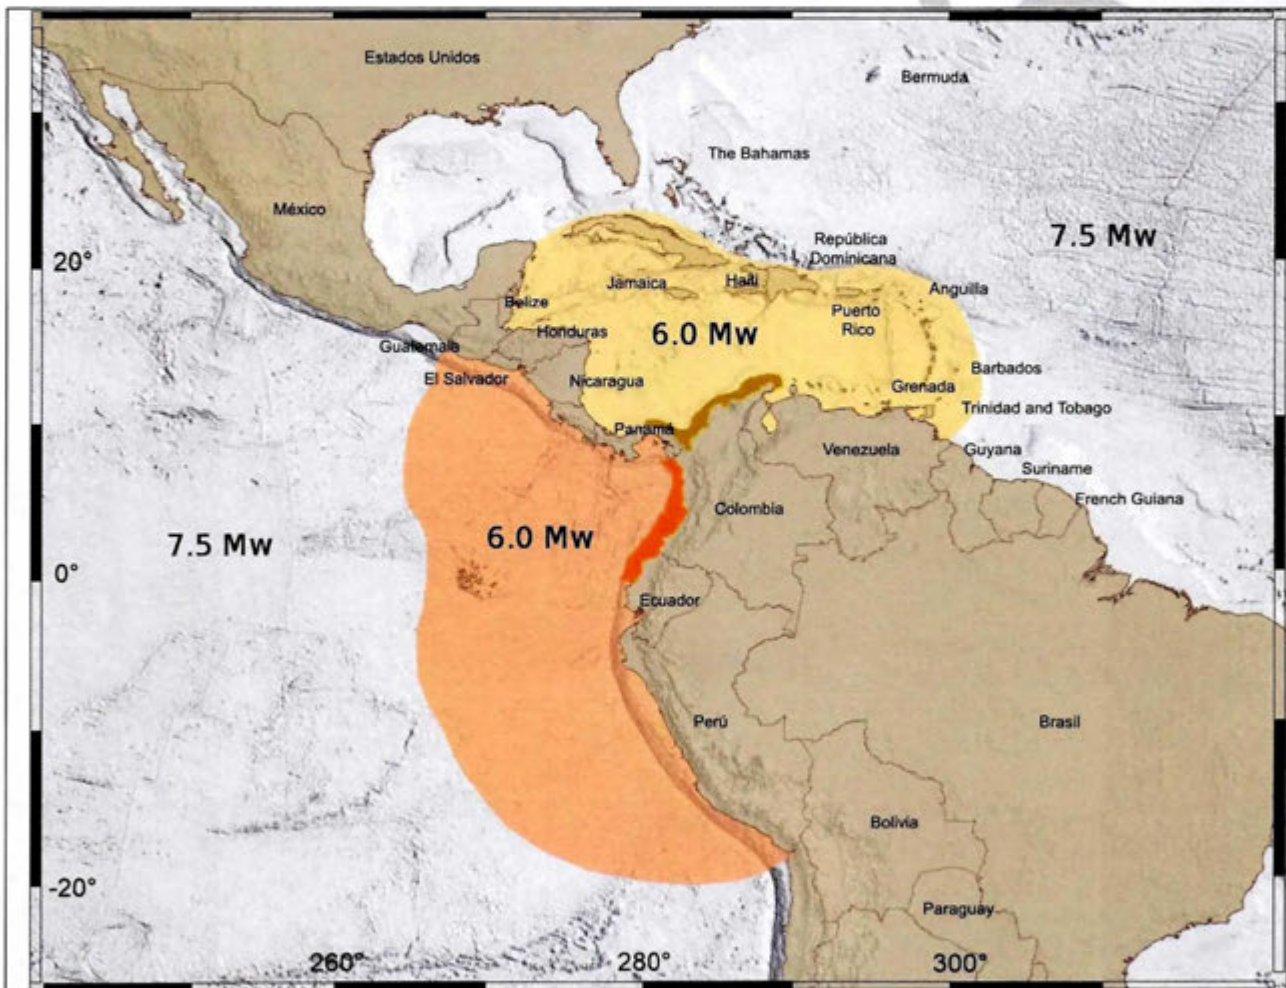 Estados Unidos
Bermuda
The Bahamas
México
7.5 Mw
República
Dominicana
20°
Jamaica
Haití
Anguilla
Belize
Puerto
Rico
Honduras
6.0 Mw
Guatemala
El Salvador
Nicaragua
Barbados
Grenada
Trinidad and Tobago
Panamá
Venezuela
Guyana
Suriname
French Guiana
Colombia
7.5 Mw
6.0 Mw
0°
Ecuador
Perú
Brasil
Bolivia
-20°
Paraguay
260°
280°
300°